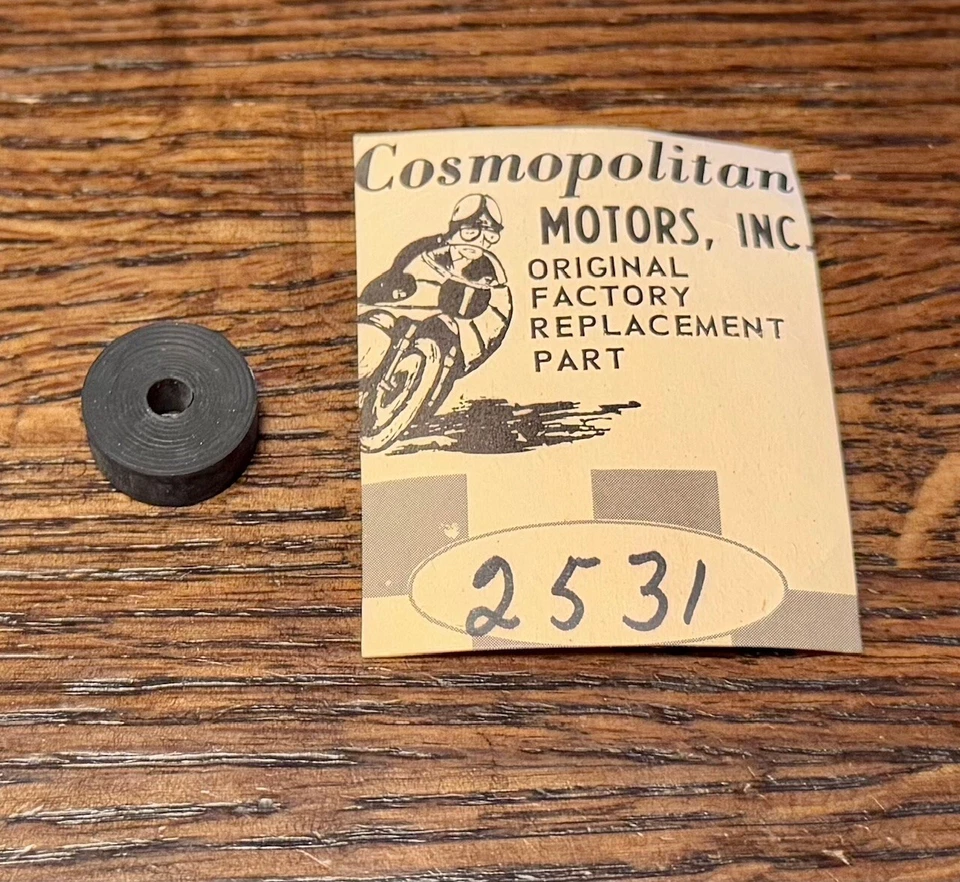 Cosmopolitan
MOTORS, INC.
ORIGINAL
FACTORY
REPLACEMENT
PART
2531